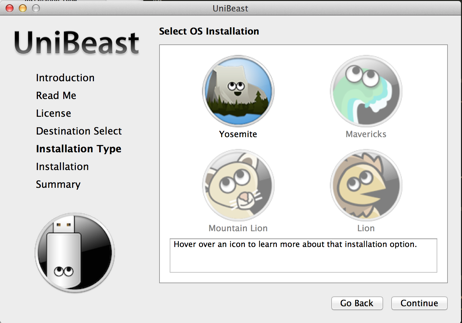 UniBeast
UniBeast
Select OS Installation
Introduction
Read Me
License
Destination Select
Installation Type
Installation
Summary
Yosemite
Mavericks
Mountain Lion
Lion
Hover over an icon to learn more about that installation option.
Go Back
Continue